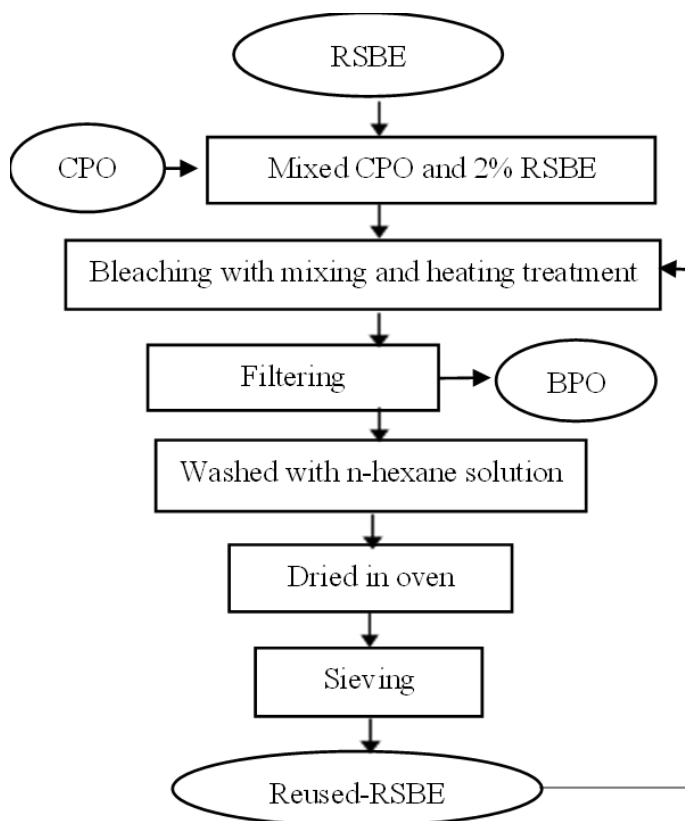 RSBE
CPO
Mixed CPO and 2% RSBE
Bleaching with mixing and heating treatment
Filtering
BPO
Washed with n-hexane solution
Dried in oven
Sieving
Reused-RSBE